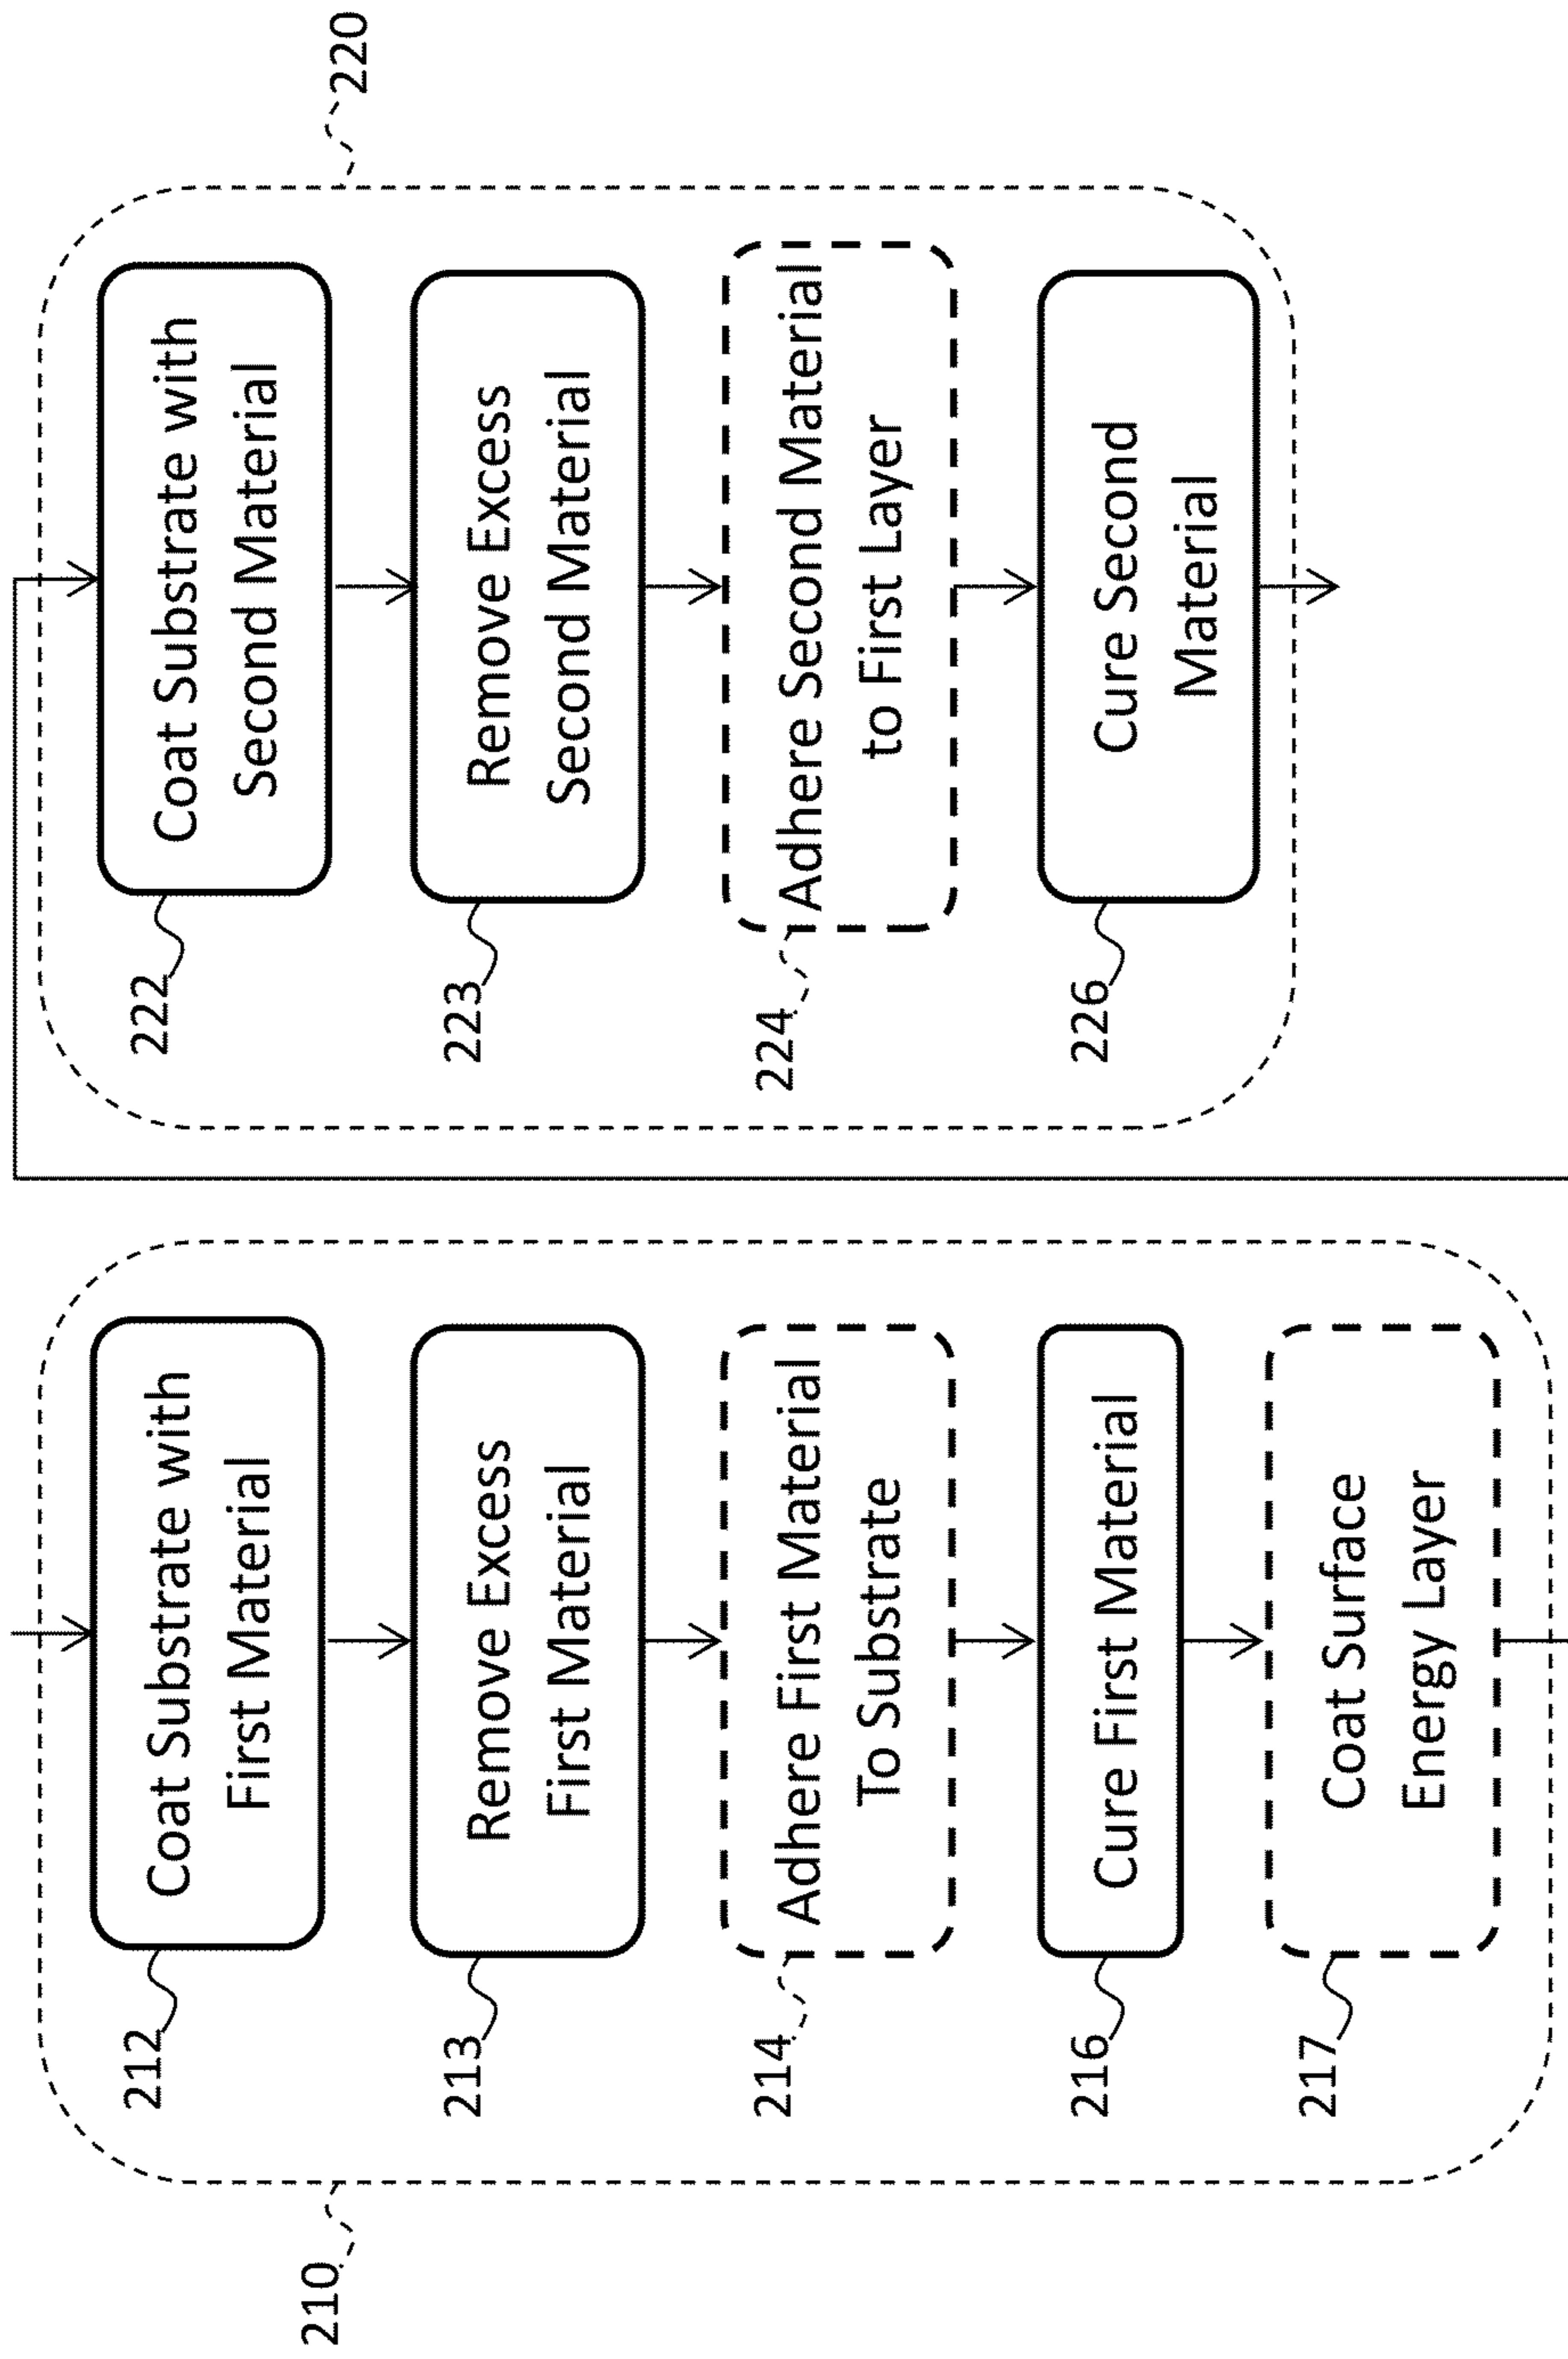 210
212
Coat Substrate with
First Material
213
Remove Excess
First Material
214
Adhere First Material
To Substrate
216
Cure First Material
217
Coat Surface
Energy Layer
220
222
Coat Substrate with
Second Material
223
Remove Excess
Second Material
224
Adhere Second Material
to First Layer
226
Cure Second
Material